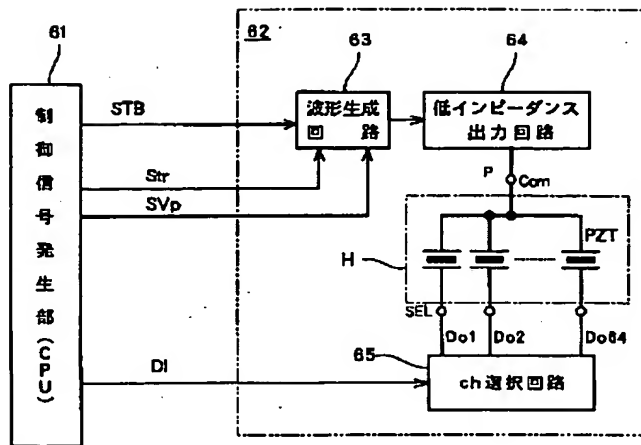 61
62
63
64
制御信号発生部(CPU)
STB
Str
SVp
DI
波形生成
回路
低インピーダンス
出力回路
P
Com
PZT
H
SEL
Do1
Do2
Do64
65
ch選択回路